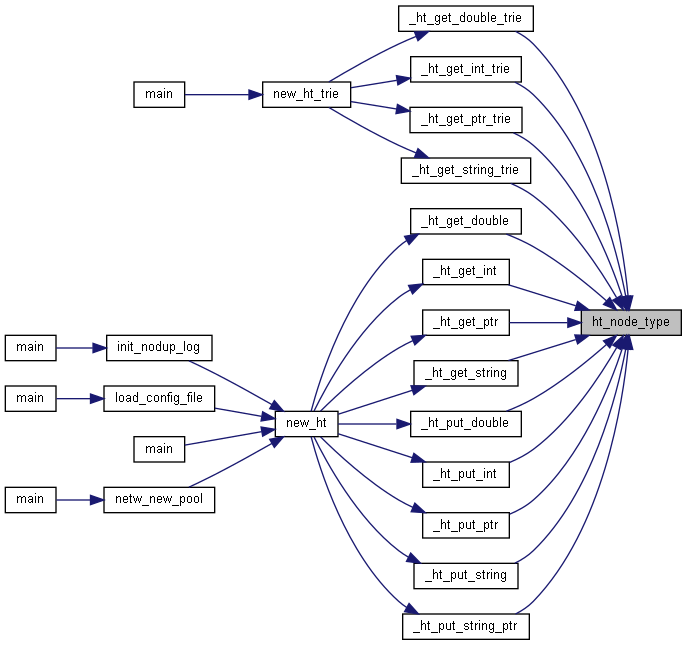 _ht_get_double_trie
_ht_get_int_trie
main
new_ht_trie
_ht_get_ptr_trie
_ht_get_string_trie
_ht_get_double
_ht_get_int
_ht_get_ptr
ht_node_type
main
init_nodup_log
_ht_get_string
main
load_config_file
new_ht
_ht_put_double
main
_ht_put_int
main
netw_new_pool
_ht_put_ptr
_ht_put_string
_ht_put_string_ptr